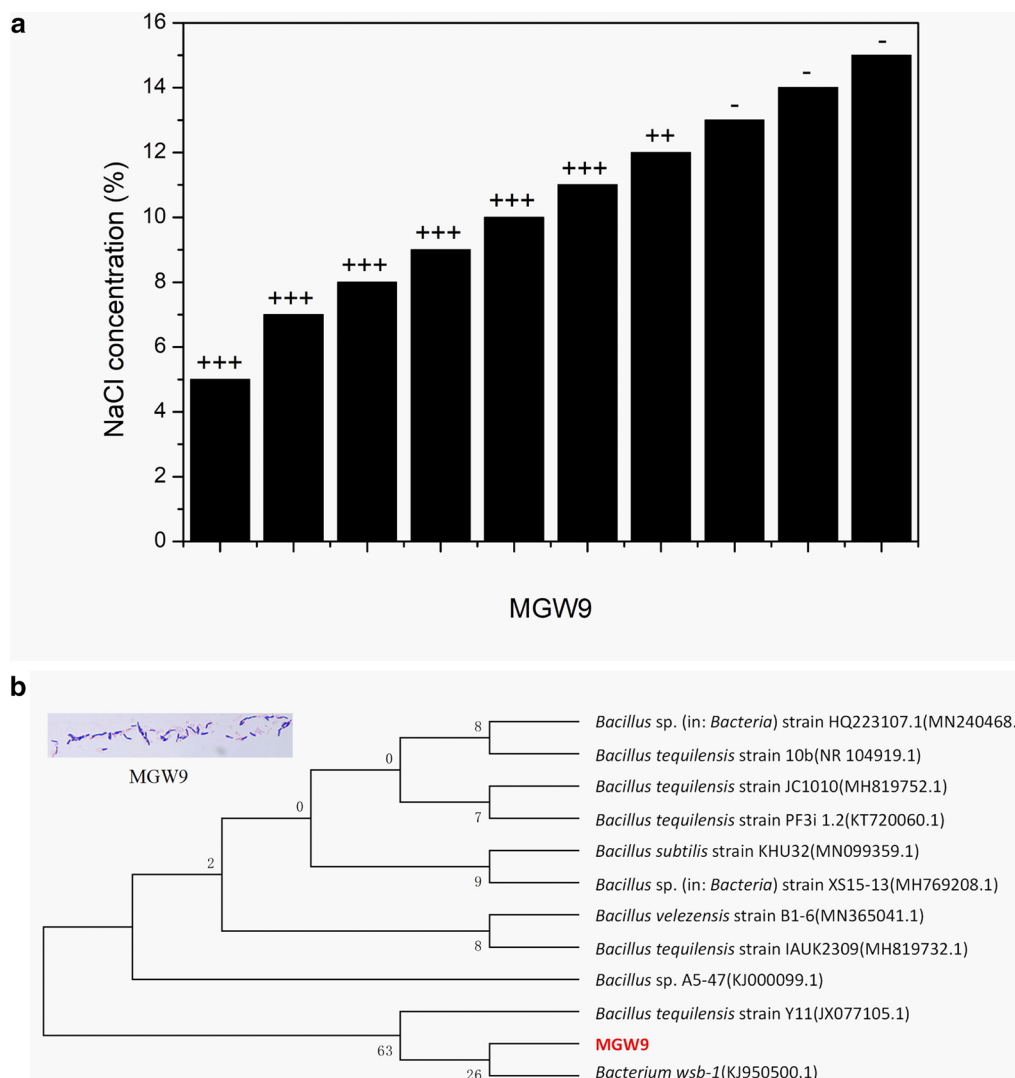 a
16
14
12
10
8
6
4
2
0
NaCl concentration (%)
+++
+++
+++
+++
+++
+++
++
-
-
-
MGW9
b
MGW9
8
0
7
0
9
2
8
63
26
Bacillus sp. (in: Bacteria) strain HQ223107.1(MN240468.
Bacillus tequilensis strain 10b(NR 104919.1)
Bacillus tequilensis strain JC1010(MH819752.1)
Bacillus tequilensis strain PF3i 1.2(KT720060.1)
Bacillus subtilis strain KHU32(MN099359.1)
Bacillus sp. (in: Bacteria) strain XS15-13(MH769208.1)
Bacillus velezensis strain B1-6(MN365041.1)
Bacillus tequilensis strain IAUK2309(MH819732.1)
Bacillus sp. A5-47(KJ000099.1)
Bacillus tequilensis strain Y11(JX077105.1)
MGW9
Bacterium wsb-1(KJ950500.1)